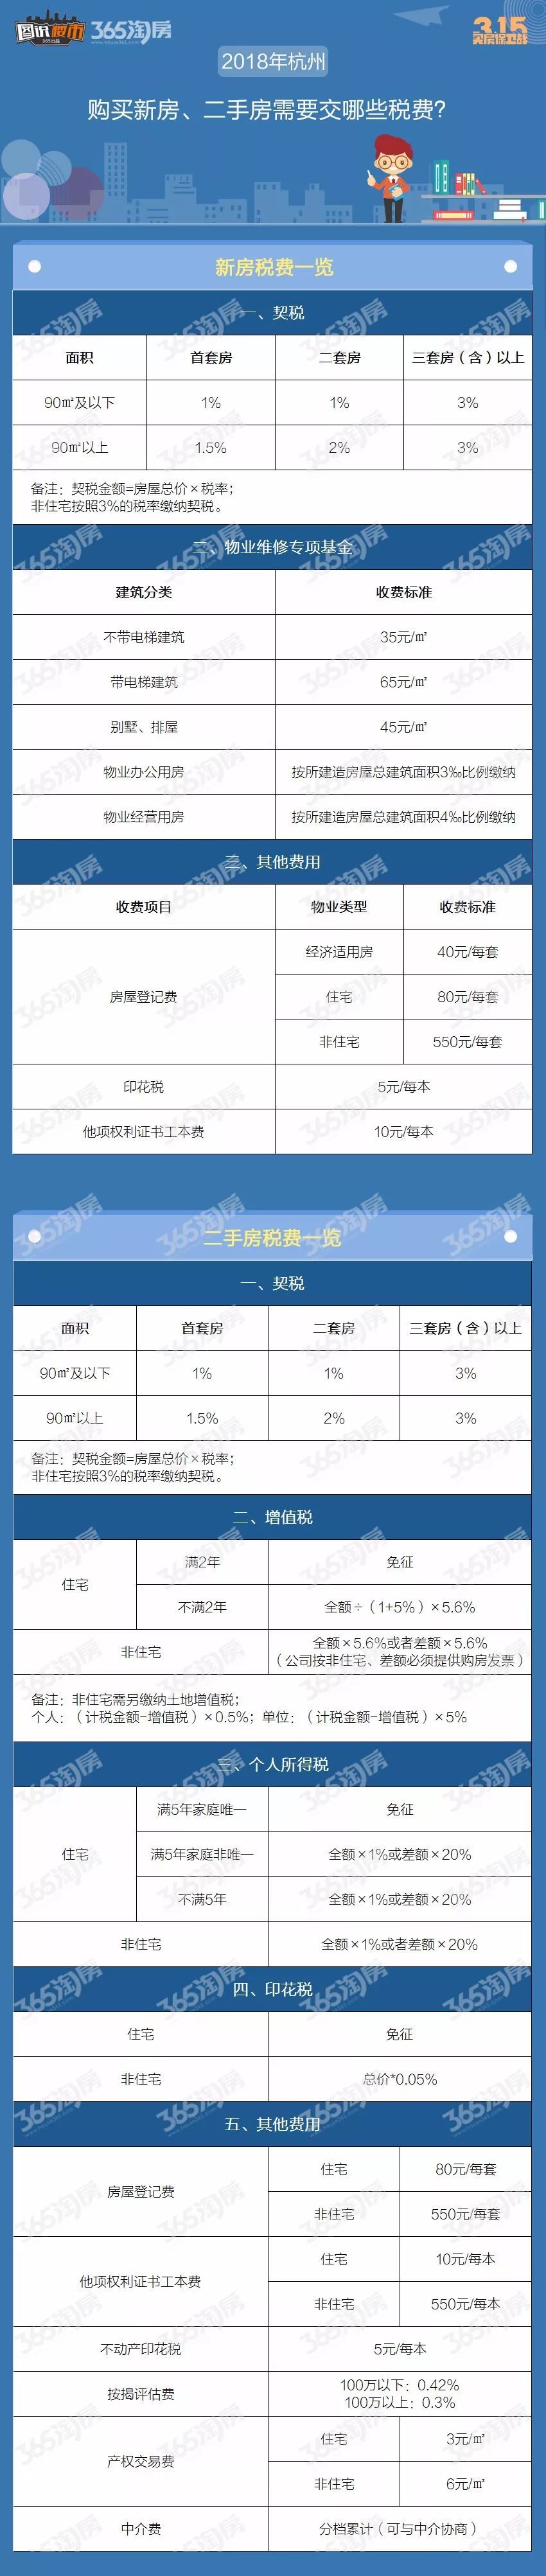 围讯楼市
365出品
365淘房
315
买房保卫战
2018年杭州
购买新房、二手房需要交哪些税费？
新房税费一览
一、契税
面积 首套房 二套房 三套房（含）以上
90㎡及以下 1% 1% 3%
90㎡以上 1.5% 2% 3%
备注：契税金额=房屋总价×税率；
非住宅按照3%的税率缴纳契税。
二、物业维修专项基金
建筑分类 收费标准
不带电梯建筑 35元/㎡
带电梯建筑 65元/㎡
别墅、排屋 45元/㎡
物业办公用房 按所建造房屋总建筑面积3‰比例缴纳
物业经营用房 按所建造房屋总建筑面积4‰比例缴纳
三、其他费用
收费项目 物业类型 收费标准
房屋登记费 经济适用房 40元/每套
住宅 80元/每套
非住宅 550元/每套
印花税 5元/每本
他项权利证书工本费 10元/每本
二手房税费一览
一、契税
面积 首套房 二套房 三套房（含）以上
90㎡及以下 1% 1% 3%
90㎡以上 1.5% 2% 3%
备注：契税金额=房屋总价×税率；
非住宅按照3%的税率缴纳契税。
二、增值税
住宅 满2年 免征
不满2年 全额÷（1+5%）×5.6%
非住宅 全额×5.6%或者差额×5.6%
（公司按非住宅、差额必须提供购房发票）
备注：非住宅需另缴纳土地增值税；
个人：（计税金额-增值税）×0.5%；单位：（计税金额-增值税）×5%
三、个人所得税
住宅 满5年家庭唯一 免征
满5年家庭非唯一 全额×1%或差额×20%
不满5年 全额×1%或差额×20%
非住宅 全额×1%或者差额×20%
四、印花税
住宅 免征
非住宅 总价*0.05%
五、其他费用
房屋登记费 住宅 80元/每套
非住宅 550元/每套
他项权利证书工本费 住宅 10元/每本
非住宅 550元/每本
不动产印花税 5元/每本
按揭评估费 100万以下：0.42%
100万以上：0.3%
产权交易费 住宅 3元/㎡
非住宅 6元/㎡
中介费 分档累计（可与中介协商）